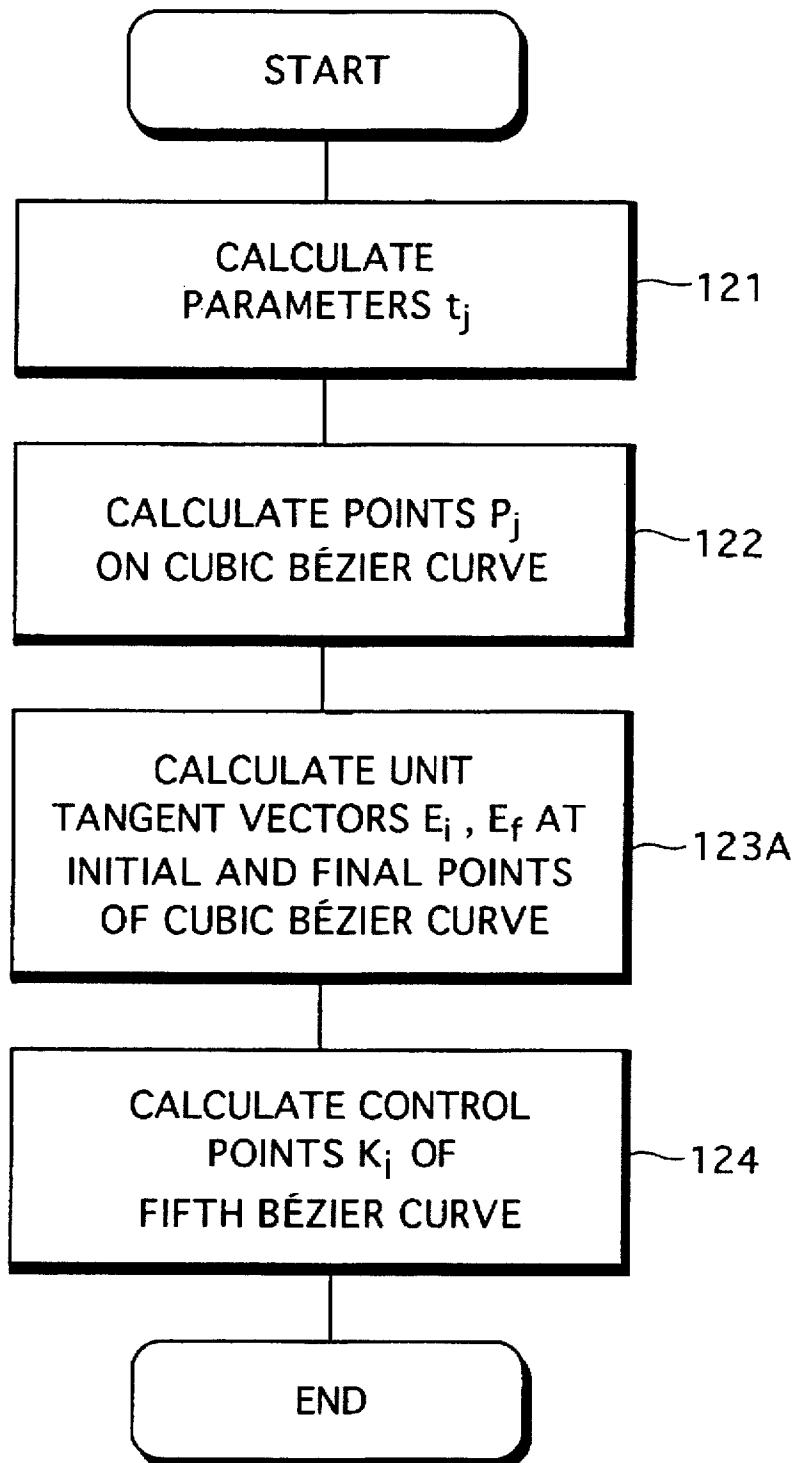 START
CALCULATE
PARAMETERS tj
121
CALCULATE POINTS Pj
ON CUBIC BÉZIER CURVE
122
CALCULATE UNIT
TANGENT VECTORS Ei , Ef AT
INITIAL AND FINAL POINTS
OF CUBIC BÉZIER CURVE
123A
CALCULATE CONTROL
POINTS Ki OF
FIFTH BÉZIER CURVE
124
END